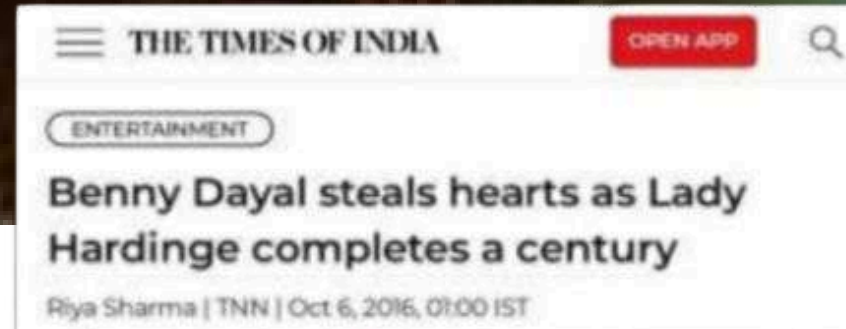 THE TIMES OF INDIA OPEN APP
ENTERTAINMENT
Benny Dayal steals hearts as Lady
Hardinge completes a century
Riya Sharma | TNN | Oct 6, 2016, 01:00 IST